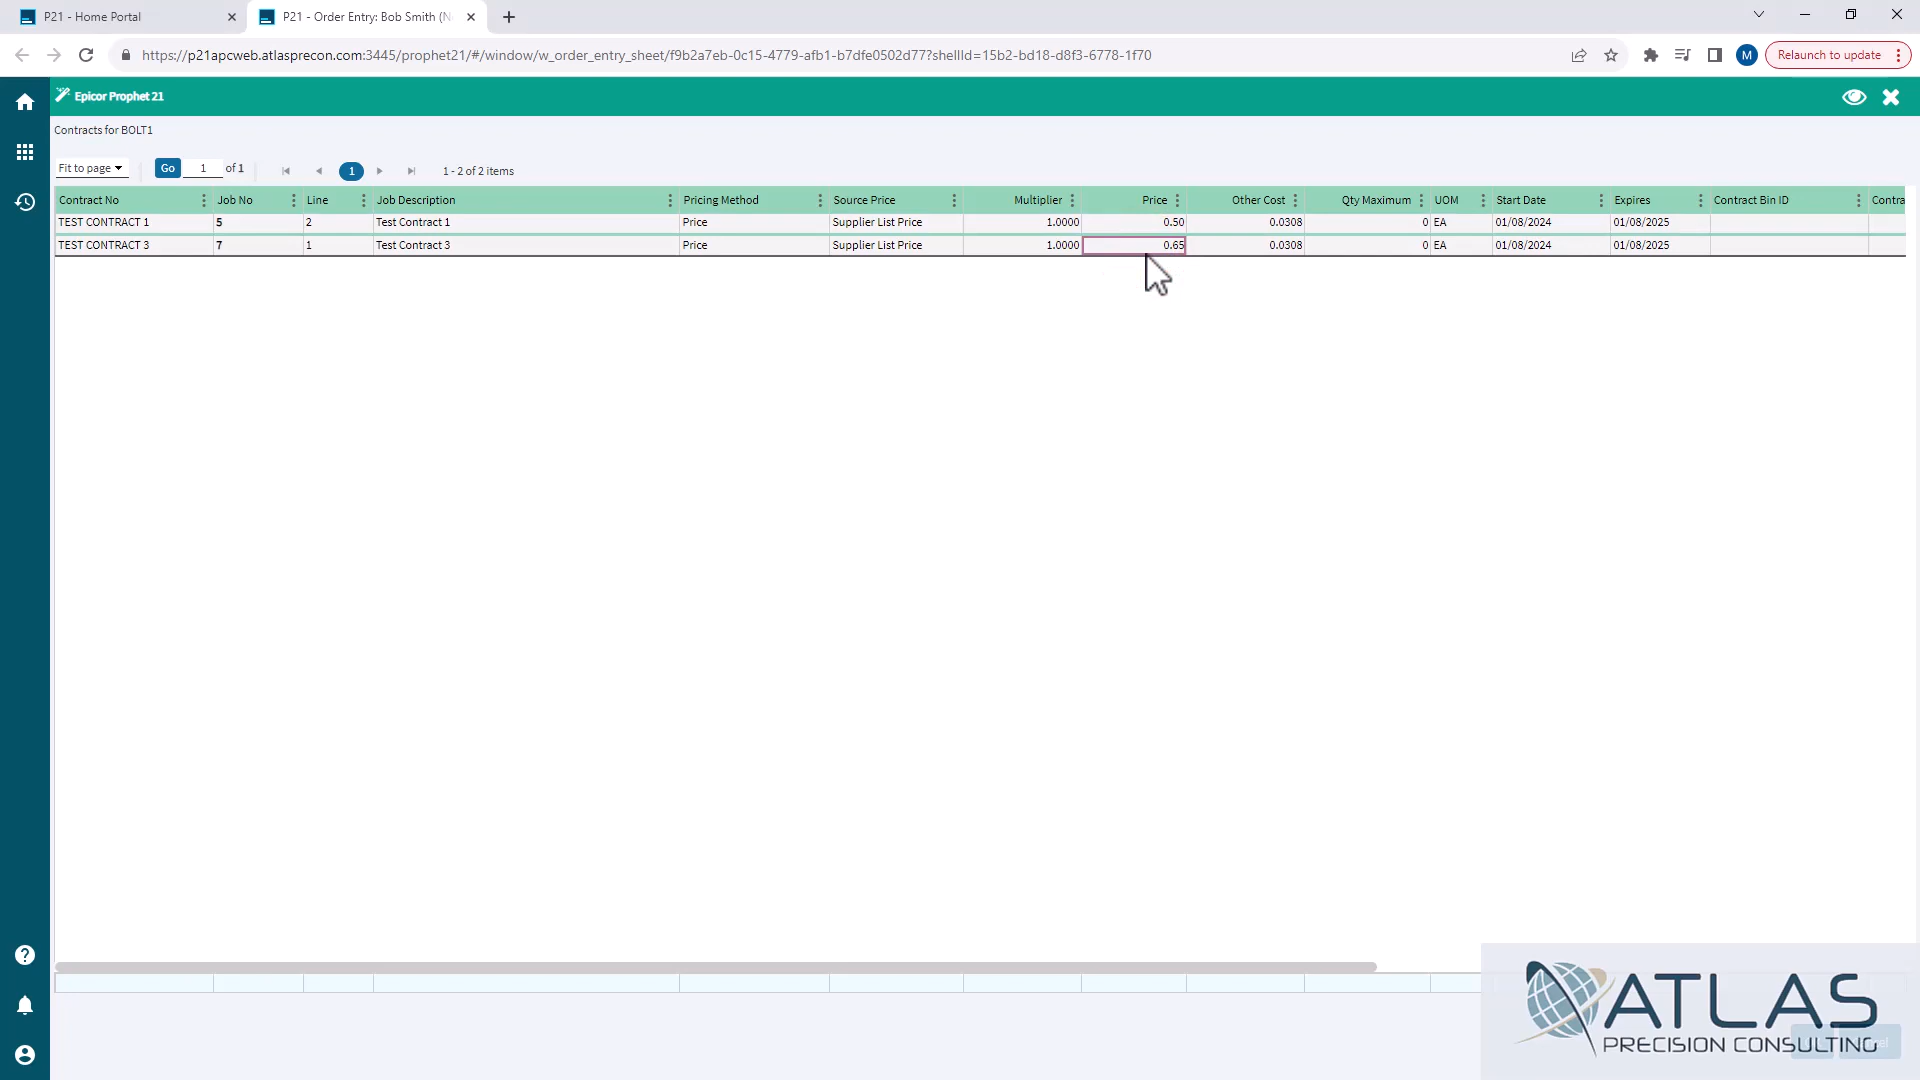 P21 - Home Portal
P21 - Order Entry: Bob Smith (N
https://p21apcweb.atlasprecon.com:3445/prophet21/#/window/w_order_entry_sheet/f9b2a7eb-0c15-4779-afb1-b7dfe0502d77?shellId=15b2-bd18-d8f3-6778-1f70
M
Relaunch to update
Epicor Prophet 21
Contracts for BOLT1
Fit to page Go 1 of 1 1 1 - 2 of 2 items
Contract No Job No Line Job Description Pricing Method Source Price Multiplier Price Other Cost Qty Maximum UOM Start Date Expires Contract Bin ID Contra
TEST CONTRACT 1 5 2 Test Contract 1 Price Supplier List Price 1.0000 0.50 0.0308 0 EA 01/08/2024 01/08/2025
TEST CONTRACT 3 7 1 Test Contract 3 Price Supplier List Price 1.0000 0.65 0.0308 0 EA 01/08/2024 01/08/2025
ATLAS
PRECISION CONSULTING